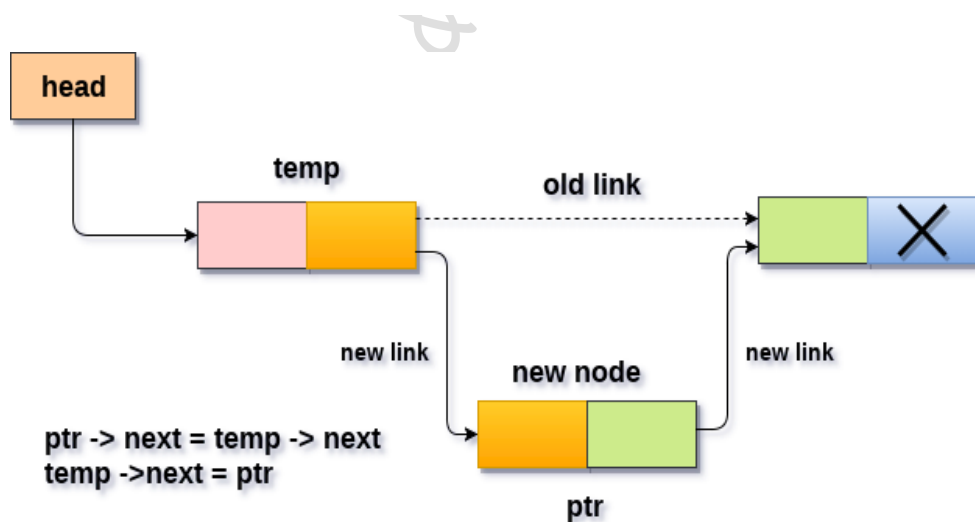 head
temp
old link
new link
new link
new node
ptr -> next = temp -> next
temp ->next = ptr
ptr